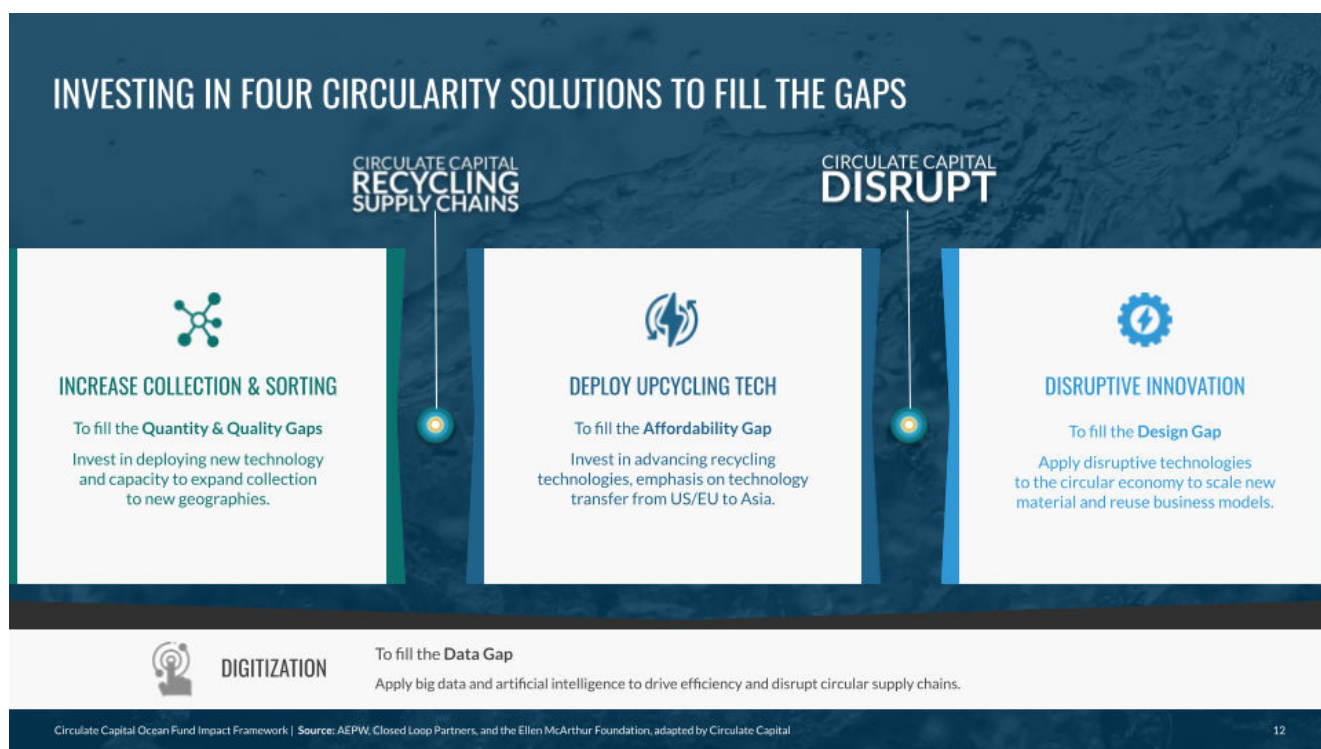 INVESTING IN FOUR CIRCULARITY SOLUTIONS TO FILL THE GAPS
CIRCULATE CAPITAL
RECYCLING
SUPPLY CHAINS
CIRCULATE CAPITAL
DISRUPT
INCREASE COLLECTION & SORTING
To fill the Quantity & Quality Gaps
Invest in deploying new technology
and capacity to expand collection
to new geographies.
DEPLOY UPCYCLING TECH
To fill the Affordability Gap
Invest in advancing recycling
technologies, emphasis on technology
transfer from US/EU to Asia.
DISRUPTIVE INNOVATION
To fill the Design Gap
Apply disruptive technologies
to the circular economy to scale new
material and reuse business models.
DIGITIZATION
To fill the Data Gap
Apply big data and artificial intelligence to drive efficiency and disrupt circular supply chains.
Circulate Capital Ocean Fund Impact Framework | Source: AEPW, Closed Loop Partners, and the Ellen McArthur Foundation, adapted by Circulate Capital
12